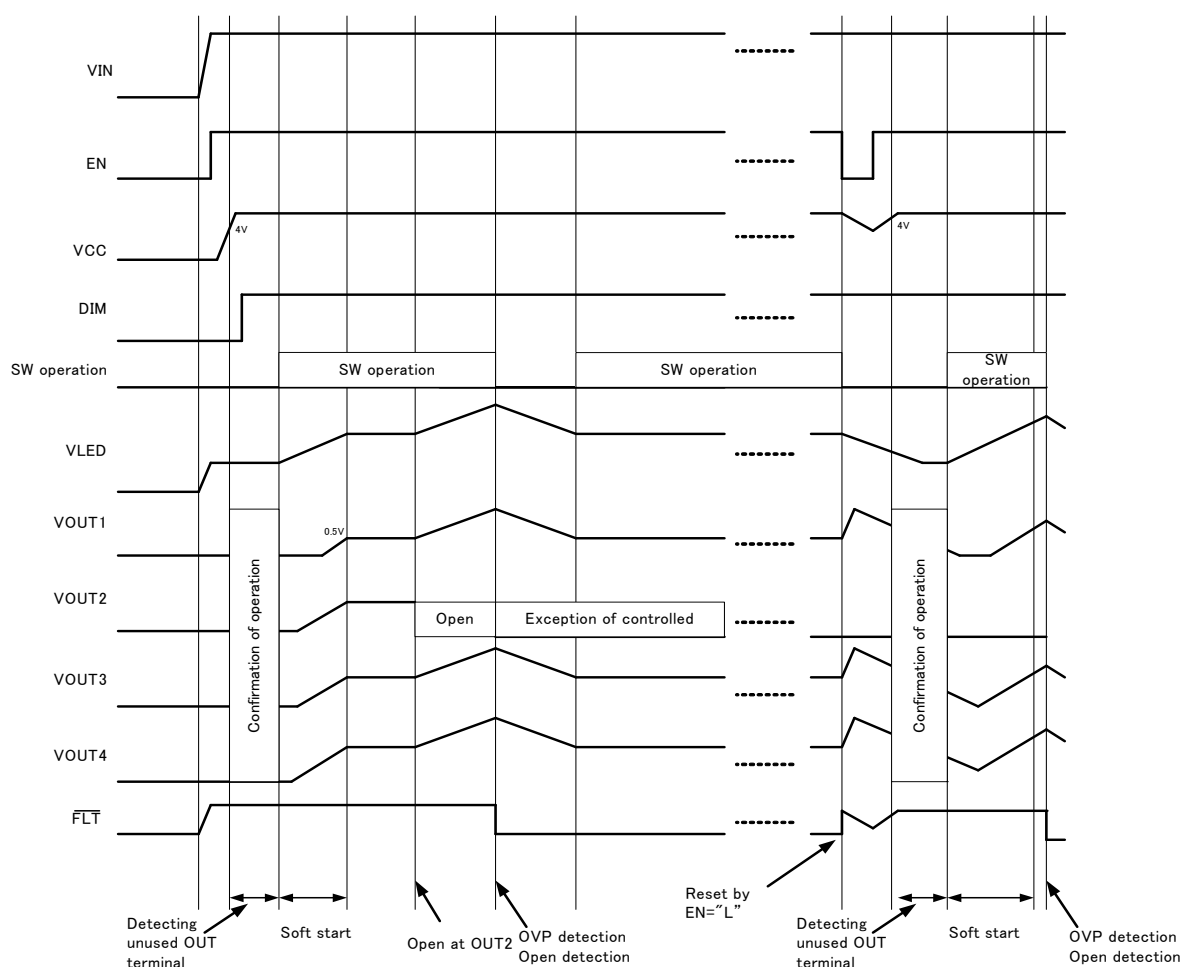 VIN
EN
VCC
4V
4V
DIM
SW operation
SW operation
SW operation
SW
operation
VLED
VOUT1
0.5V
VOUT2
Open
Exception of controlled
Confirmation of operation
Confirmation of operation
VOUT3
VOUT4
FLT
Reset by
EN="L”
Detecting
unused OUT
terminal
Soft start
Open at OUT2
OVP detection
Open detection
Detecting
unused OUT
terminal
Soft start
OVP detection
Open detection